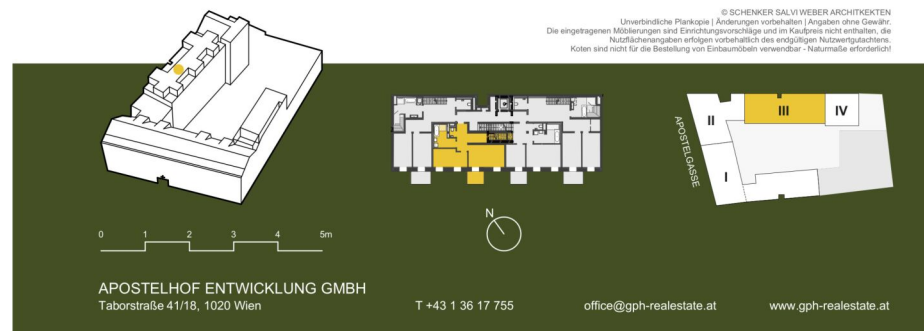 © SCHENKER SALVI WEBER ARCHITKEKTEN
Unverbindliche Plankopie | Änderungen vorbehalten | Angaben ohne Gewähr.
Die eingetragenen Möblierungen sind Einrichtungsvorschläge und im Kaufpreis nicht enthalten, die
Nutzflächenangaben erfolgen vorbehaltlich des endgültigen Nutzwertgutachtens.
Koten sind nicht für die Bestellung von Einbaumöbeln verwendbar - Naturmaße erforderlich!
II
III
IV
I
APOSTELGASSE
N
0 1 2 3 4 5m
APOSTELHOF ENTWICKLUNG GMBH
Taborstraße 41/18, 1020 Wien
T +43 1 36 17 755
office@gph-realestate.at
www.gph-realestate.at